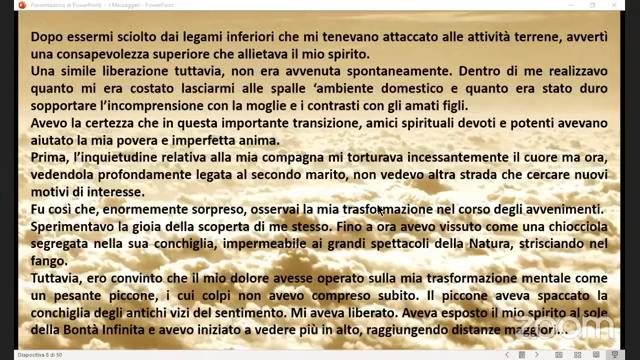 Presentazione di PowerPoint - I Messaggeri - PowerPoint
Dopo essermi sciolto dai legami inferiori che mi tenevano attaccato alle attività terrene, avvertì
una consapevolezza superiore che allietava il mio spirito.
Una simile liberazione tuttavia, non era avvenuta spontaneamente. Dentro di me realizzavo
quanto mi era costato lasciarmi alle spalle ‘ambiente domestico e quanto era stato duro
sopportare l’incomprensione con la moglie e i contrasti con gli amati figli.
Avevo la certezza che in questa importante transizione, amici spirituali devoti e potenti avevano
aiutato la mia povera e imperfetta anima.
Prima, l’inquietudine relativa alla mia compagna mi torturava incessantemente il cuore ma ora,
vedendola profondamente legata al secondo marito, non vedevo altra strada che cercare nuovi
motivi di interesse.
Fu così che, enormemente sorpreso, osservai la mia trasformazione nel corso degli avvenimenti.
Sperimentavo la gioia della scoperta di me stesso. Fino a ora avevo vissuto come una chiocciola
segregata nella sua conchiglia, impermeabile ai grandi spettacoli della Natura, strisciando nel
fango.
Tuttavia, ero convinto che il mio dolore avesse operato sulla mia trasformazione mentale come
un pesante piccone, i cui colpi non avevo compreso subito. Il piccone aveva spaccato la
conchiglia degli antichi vizi del sentimento. Mi aveva liberato. Aveva esposto il mio spirito al sole
della Bontà Infinita e avevo iniziato a vedere più in alto, raggiungendo distanze maggiori...
zoom
Diapositiva 6 di 50